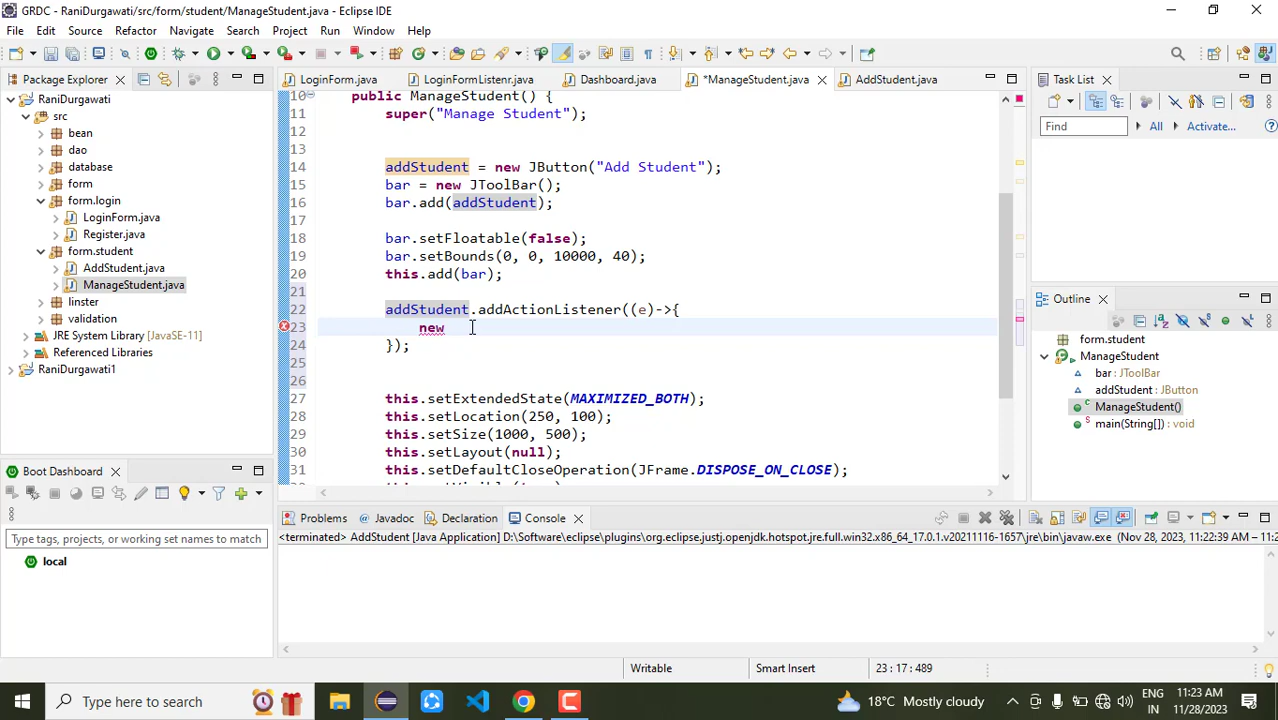 GRDC - RaniDurgawati/src/form/student/ManageStudent.java - Eclipse IDE
File Edit Source Refactor Navigate Search Project Run Window Help
Package Explorer
RaniDurgawati
src
bean
dao
database
form
form.login
LoginForm.java
Register.java
form.student
AddStudent.java
ManageStudent.java
linster
validation
JRE System Library [JavaSE-11]
Referenced Libraries
RaniDurgawati1
Boot Dashboard
Type tags, projects, or working set names to match
local
LoginForm.java LoginFormListenr.java Dashboard.java *ManageStudent.java AddStudent.java
10 public ManageStudent() {
11 super("Manage Student");
12
13
14 addStudent = new JButton("Add Student");
15 bar = new JToolBar();
16 bar.add(addStudent);
17
18 bar.setFloatable(false);
19 bar.setBounds(0, 0, 10000, 40);
20 this.add(bar);
21
22 addStudent.addActionListener((e)->{
23 new
24 });
25
26
27 this.setExtendedState(MAXIMIZED_BOTH);
28 this.setLocation(250, 100);
29 this.setSize(1000, 500);
30 this.setLayout(null);
31 this.setDefaultCloseOperation(JFrame.DISPOSE_ON_CLOSE);
Task List
Find All Activate...
Outline
form.student
ManageStudent
bar : JToolBar
addStudent : JButton
ManageStudent()
main(String[]) : void
Problems Javadoc Declaration Console
<terminated> AddStudent [Java Application] D:\Software\eclipse\plugins\org.eclipse.justj.openjdk.hotspot.jre.full.win32.x86_64_17.0.1.v20211116-1657\jre\bin\javaw.exe (Nov 28, 2023, 11:22:39 AM – 11:2
Writable Smart Insert 23 : 17 : 489
Type here to search
18°C Mostly cloudy
ENG
IN
11:23 AM
11/28/2023